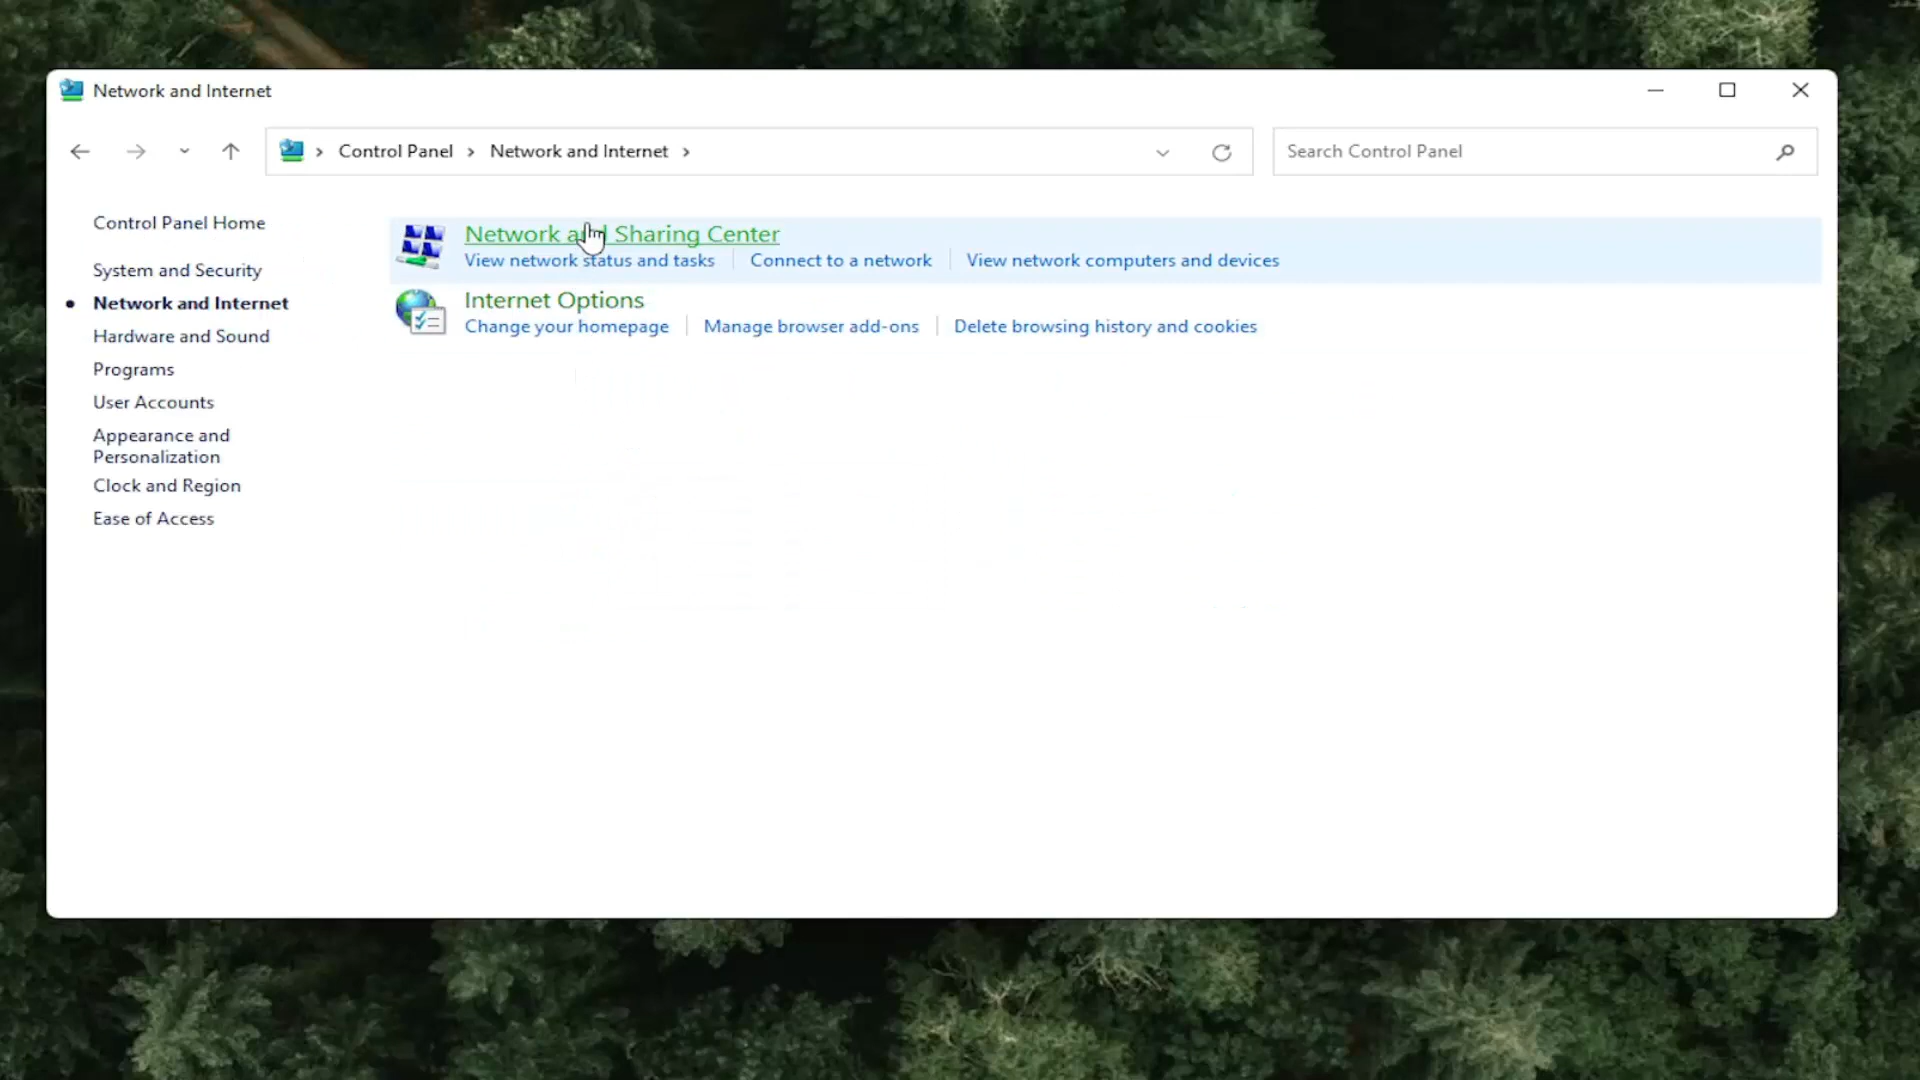 Network and Internet
Control Panel
Network and Internet
Search Control Panel
Control Panel Home
System and Security
Network and Internet
Hardware and Sound
Programs
User Accounts
Appearance and
Personalization
Clock and Region
Ease of Access
Network and Sharing Center
View network status and tasks
Connect to a network
View network computers and devices
Internet Options
Change your homepage
Manage browser add-ons
Delete browsing history and cookies